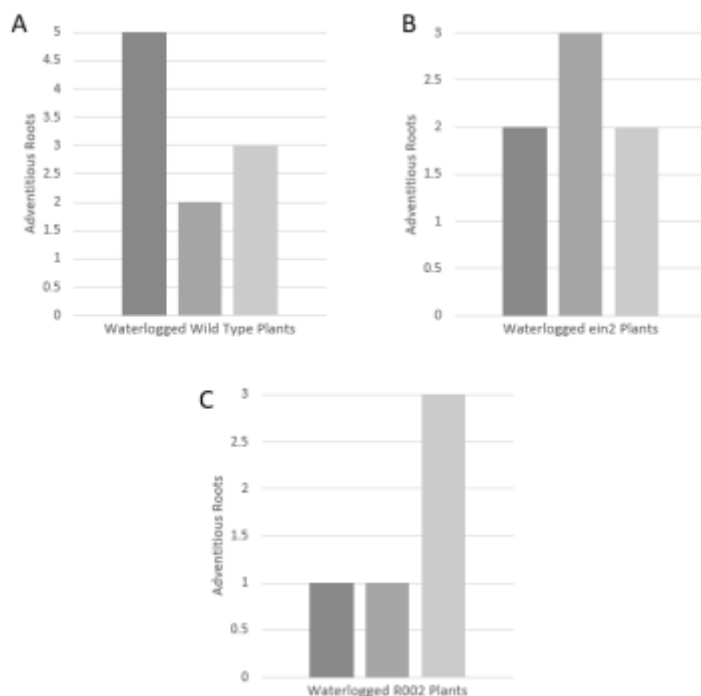 A
5
4.5
4
3.5
3
2.5
2
1.5
1
0.5
0
Adventitious Roots
Waterlogged Wild Type Plants
B
3
2.5
2
1.5
1
0.5
0
Adventitious Roots
Waterlogged ein2 Plants
C
3
2.5
2
1.5
1
0.5
0
Adventitious Roots
Waterlogged R002 Plants